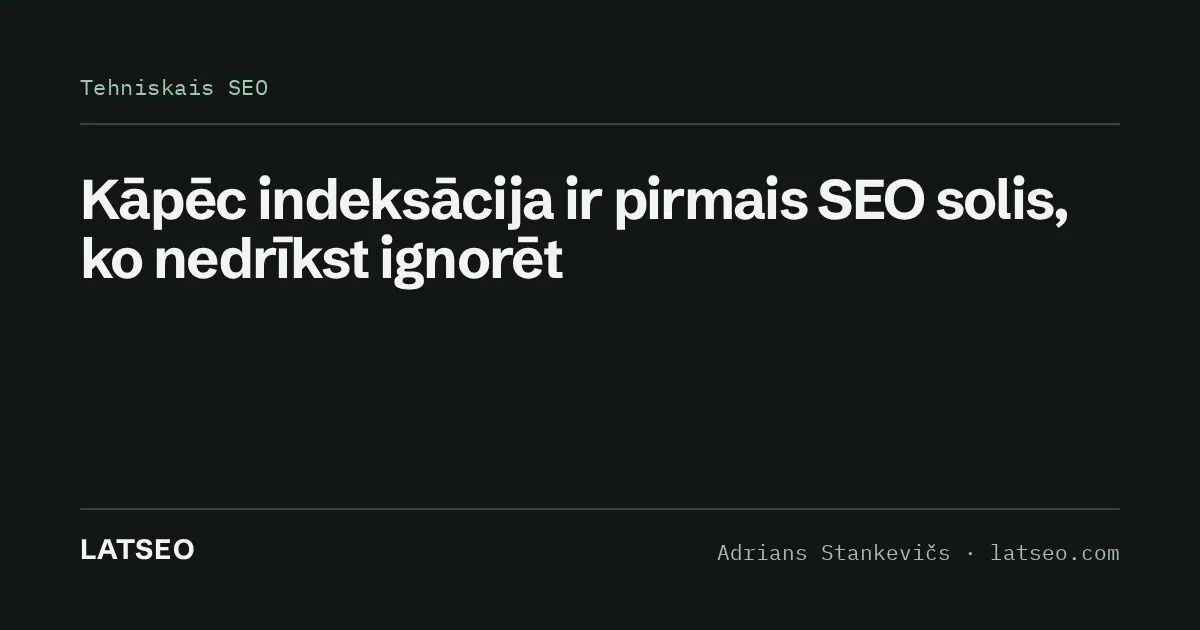 Tehniskais SEO
Kāpēc indeksācija ir pirmais SEO solis,
ko nedrīkst ignorēt
LATSEO
Adrians Stankevičs · latseo.com